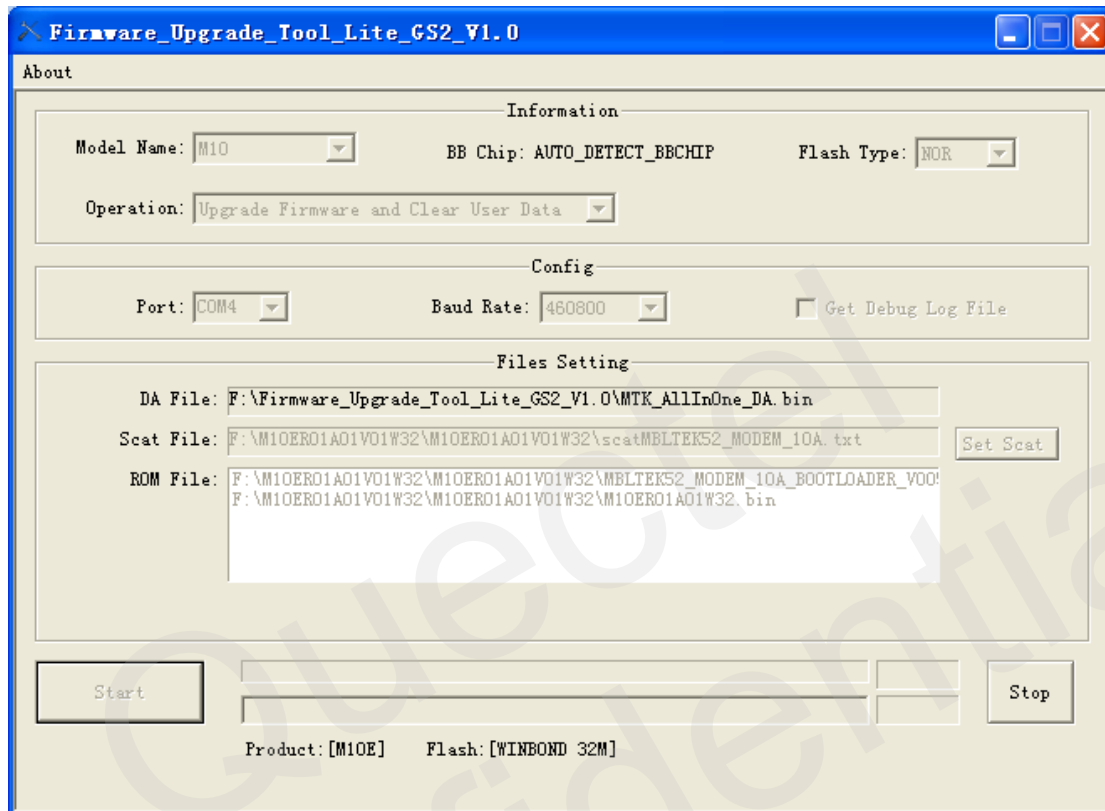 Firmware_Upgrade_Tool_Lite_GS2_V1.0
About
Information
Model Name: M10 BB Chip: AUTO_DETECT_BBCHIP Flash Type: NOR
Operation: Upgrade Firmware and Clear User Data
Config
Port: COM4 Baud Rate: 460800 Get Debug Log File
Files Setting
DA File: F:\Firmware_Upgrade_Tool_Lite_GS2_V1.0\MTK_AllInOne_DA.bin
Scat File: F:\M10ER01A01V01W32\M10ER01A01V01W32\scatMBLTEK52_MODEM_10A.txt Set Scat
ROM File: F:\M10ER01A01V01W32\M10ER01A01V01W32\MBLTEK52_MODEM_10A_BOOTLOADER_V005
F:\M10ER01A01V01W32\M10ER01A01V01W32\M10ER01A01W32.bin
Start Stop
Product:[M10E] Flash:[WINBOND 32M]
Quectel